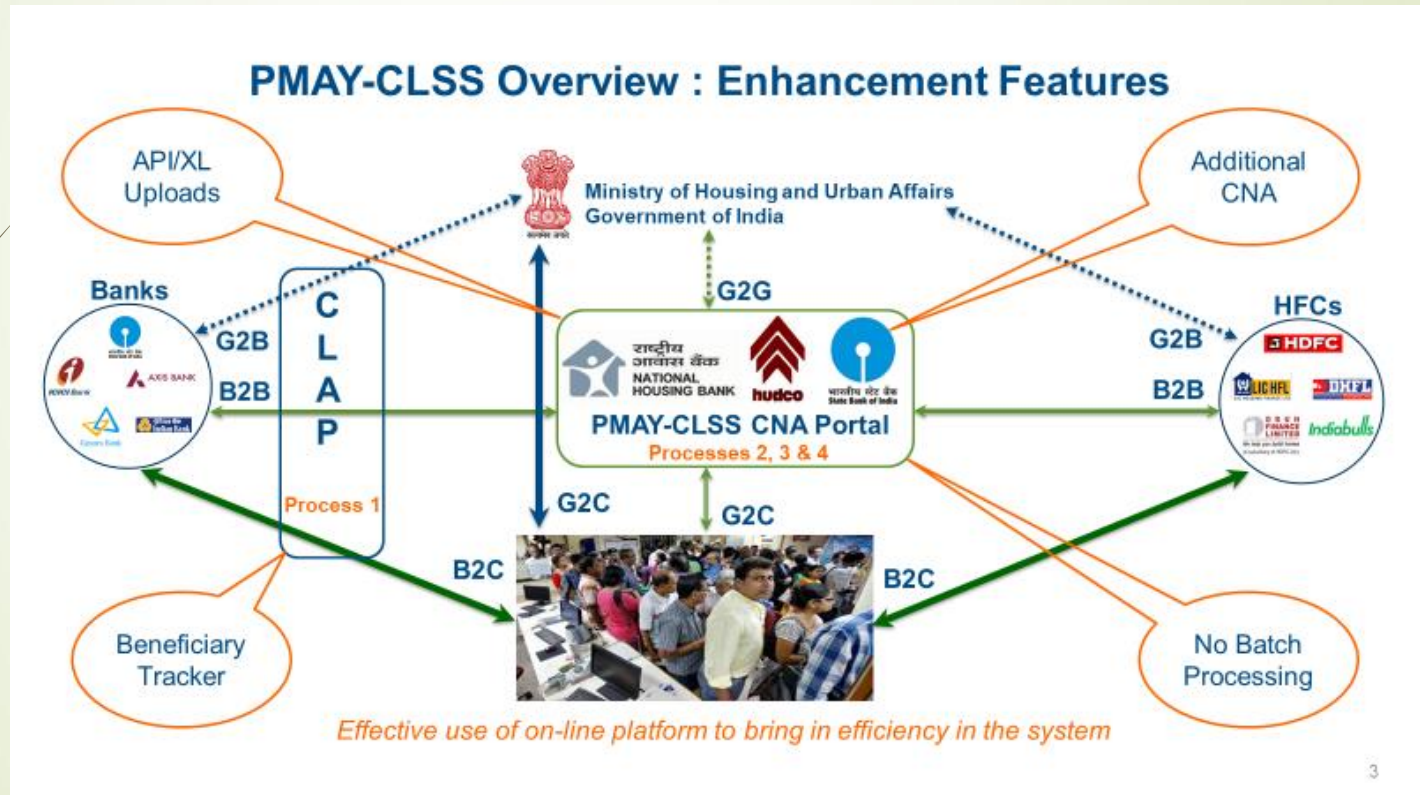 PMAY-CLSS Overview : Enhancement Features
API/XL
Uploads
Additional
CNA
Ministry of Housing and Urban Affairs
Government of India
Banks
C
L
A
P
Process 1
G2G
HFCs
G2B
B2B
G2B
B2B
AXIS BANK
राष्ट्रीय
आवास बैंक
NATIONAL
HOUSING BANK
hudco
भारतीय स्टेट बैंक
State Bank of India
PMAY-CLSS CNA Portal
Processes 2, 3 & 4
HDFC
LIC HFL
DHFL
FINANCE
LIMITED
Indiabulls
G2C
G2C
B2C
B2C
Beneficiary
Tracker
No Batch
Processing
Effective use of on-line platform to bring in efficiency in the system
3